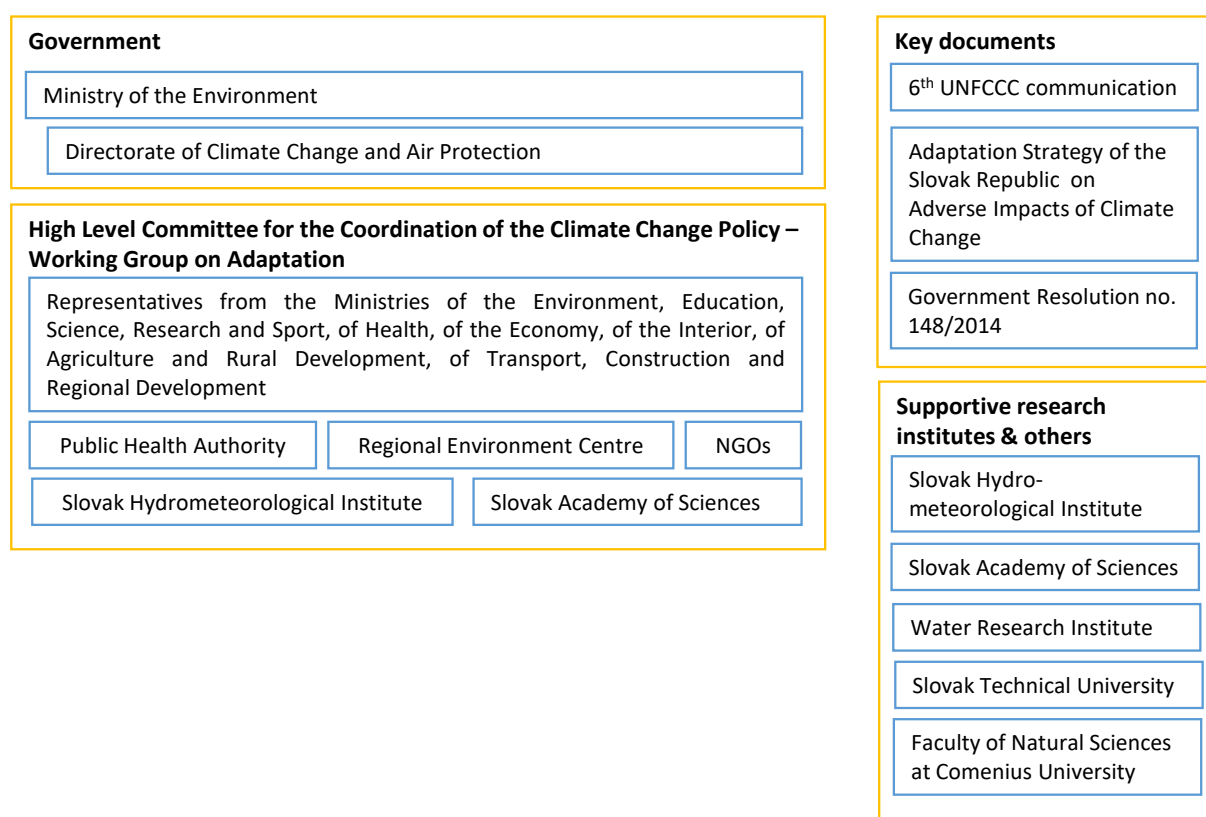 Government
Ministry of the Environment
Directorate of Climate Change and Air Protection
High Level Committee for the Coordination of the Climate Change Policy –
Working Group on Adaptation
Representatives from the Ministries of the Environment, Education,
Science, Research and Sport, of Health, of the Economy, of the Interior, of
Agriculture and Rural Development, of Transport, Construction and
Regional Development
Public Health Authority
Regional Environment Centre
NGOs
Slovak Hydrometeorological Institute
Slovak Academy of Sciences
Key documents
6th UNFCCC communication
Adaptation Strategy of the
Slovak Republic on
Adverse Impacts of Climate
Change
Government Resolution no.
148/2014
Supportive research
institutes & others
Slovak Hydro-
meteorological Institute
Slovak Academy of Sciences
Water Research Institute
Slovak Technical University
Faculty of Natural Sciences
at Comenius University